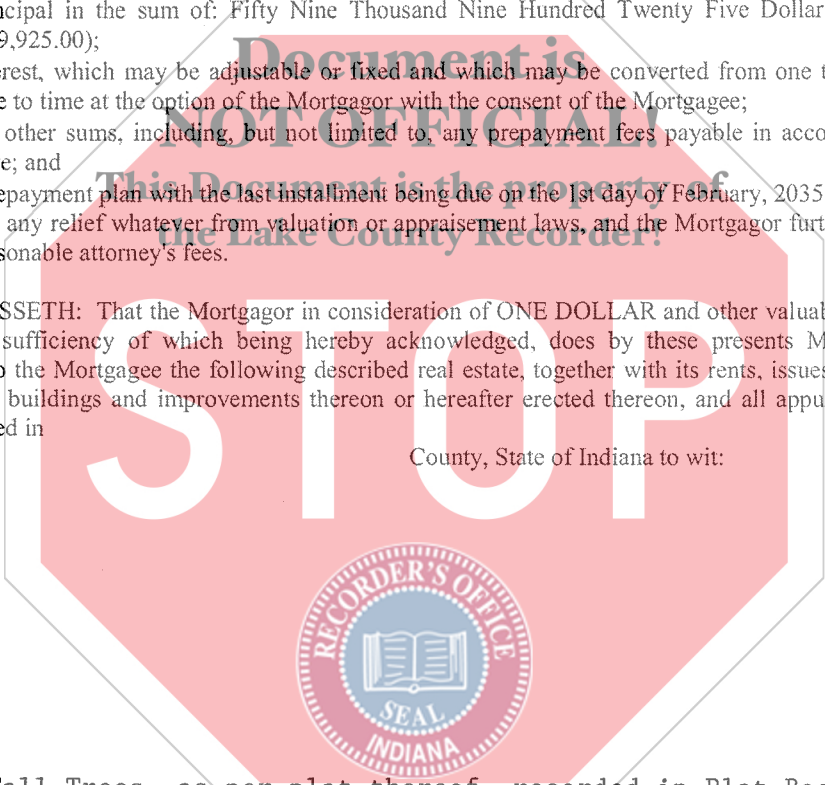 ncipal in the sum of: Fifty Nine Thousand Nine Hundred Twenty Five Dollar
9,925.00);
Document is
erest, which may be adjustable or fixed and which may be converted from one t
e to time at the option of the Mortgagor with the consent of the Mortgagee;
NOT OFFICIAL!
other sums, including, but not limited to, any prepayment fees payable in acco
e; and
This Document is the property of
epayment plan with the last installment being due on the 1st day of February, 2035
any relief whatever from valuation or appraisement laws, and the Mortgagor furt
the Lake County Recorder!
sonable attorney's fees.
SSETH: That the Mortgagor in consideration of ONE DOLLAR and other valuab
sufficiency of which being hereby acknowledged, does by these presents M
o the Mortgagee the following described real estate, together with its rents, issues
buildings and improvements thereon or hereafter erected thereon, and all appu
ed in
STOP
County, State of Indiana to wit:
RECORDER'S OFFICE
SEAL
INDIANA
Trees, as per plat thereof, recorded in Plat